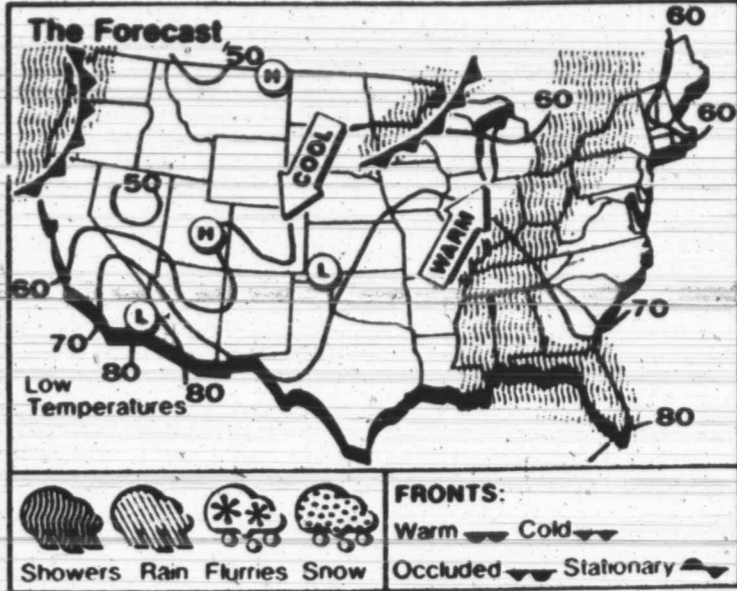 The Forecast
60
50
H
60
60
COOL
50
H
WARM
L
60
L
70
70
80
80
Low
Temperatures
80
FRONTS:
Warm Cold
Showers Rain Flurries Snow
Occluded Stationary